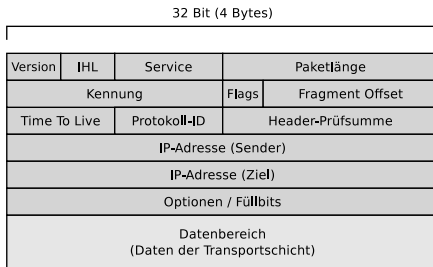 32 Bit (4 Bytes)
Version IHL Service Paketlänge
Kennung Flags Fragment Offset
Time To Live Protokoll-ID Header-Prüfsumme
IP-Adresse (Sender)
IP-Adresse (Ziel)
Optionen / Füllbits
Datenbereich
(Daten der Transportschicht)